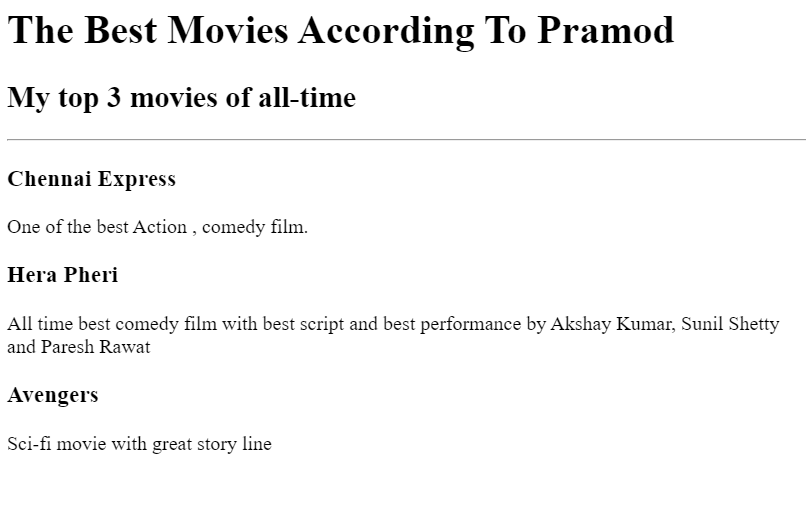 The Best Movies According To Pramod
My top 3 movies of all-time
Chennai Express
One of the best Action , comedy film.
Hera Pheri
All time best comedy film with best script and best performance by Akshay Kumar, Sunil Shetty
and Paresh Rawat
Avengers
Sci-fi movie with great story line